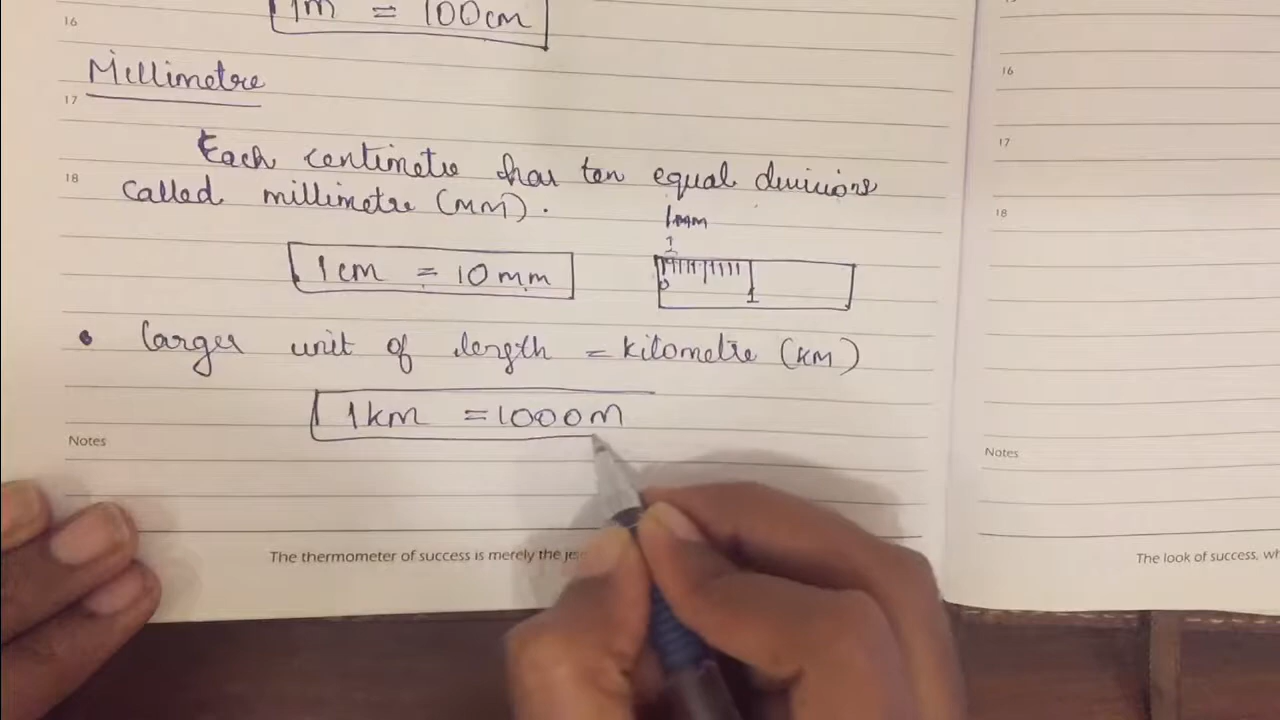 16
1m = 100cm
Millimetre
17
Each centimetre has ten equal divisions
18
called millimetre (mm).
1mm
1
1cm = 10mm
0
1
• larger unit of length = kilometre (KM)
1km = 1000m
Notes
The thermometer of success is merely the
16
17
18
Notes
The look of success,